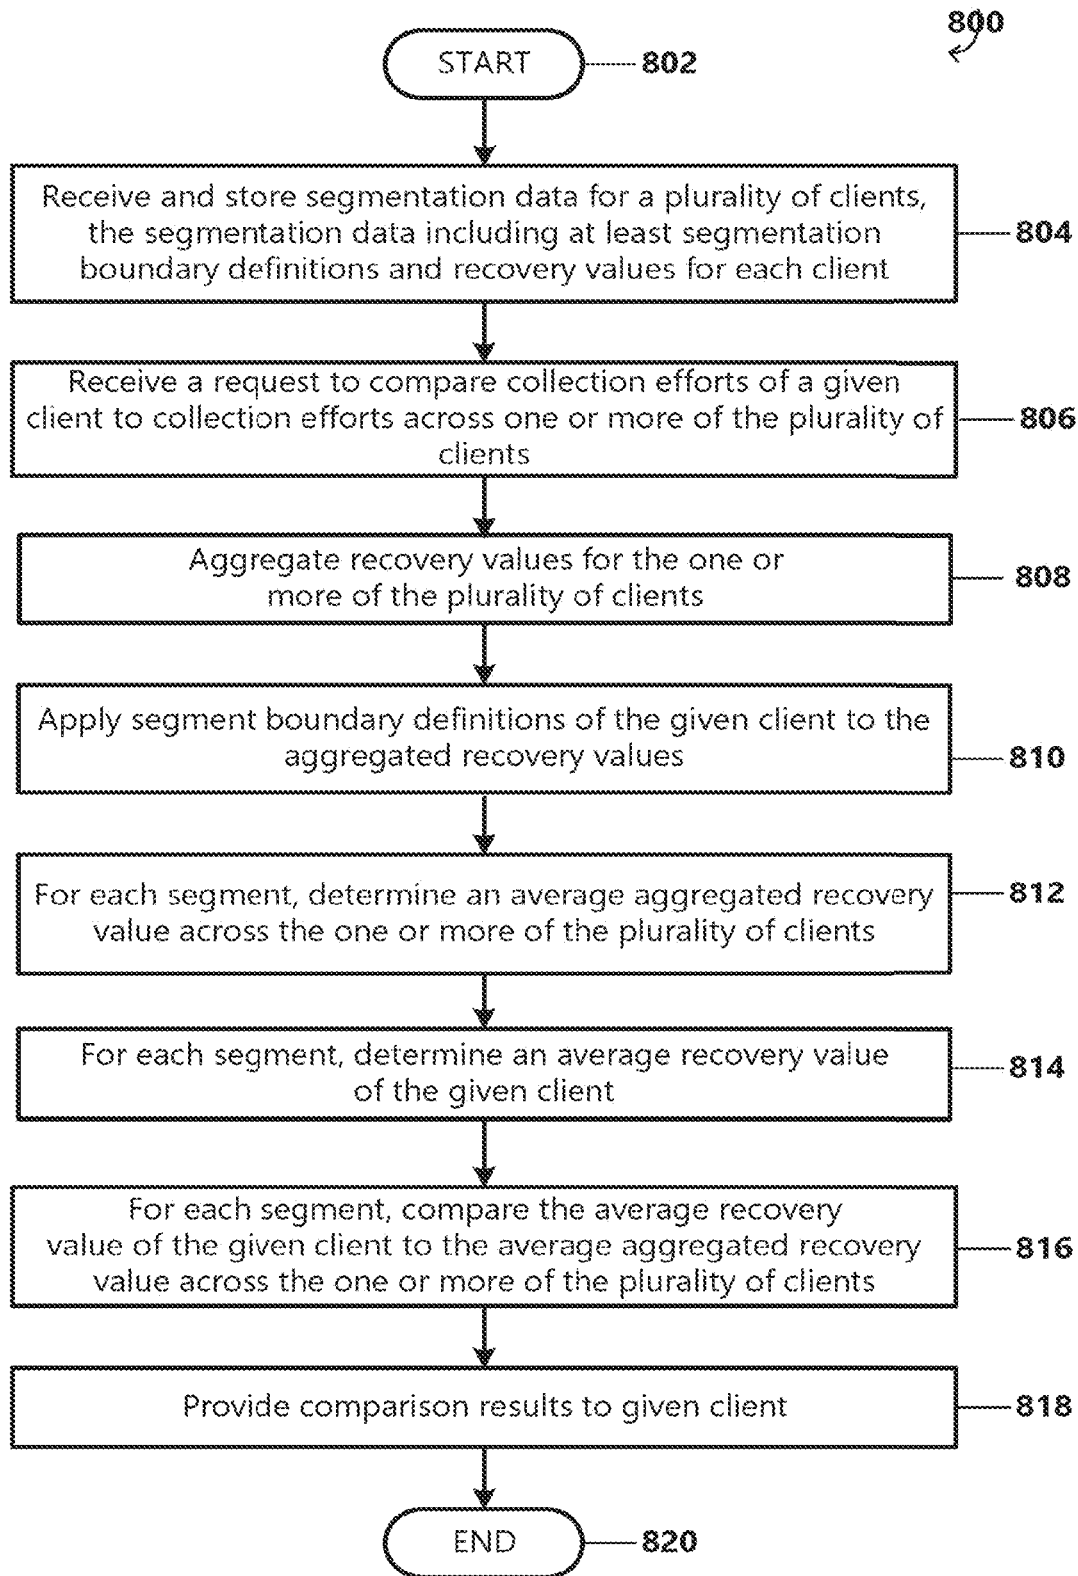 800
START
802
Receive and store segmentation data for a plurality of clients,
the segmentation data including at least segmentation
boundary definitions and recovery values for each client
804
Receive a request to compare collection efforts of a given
client to collection efforts across one or more of the plurality of
clients
806
Aggregate recovery values for the one or
more of the plurality of clients
808
Apply segment boundary definitions of the given client to the
aggregated recovery values
810
For each segment, determine an average aggregated recovery
value across the one or more of the plurality of clients
812
For each segment, determine an average recovery value
of the given client
814
For each segment, compare the average recovery
value of the given client to the average aggregated recovery
value across the one or more of the plurality of clients
816
Provide comparison results to given client
818
END
820